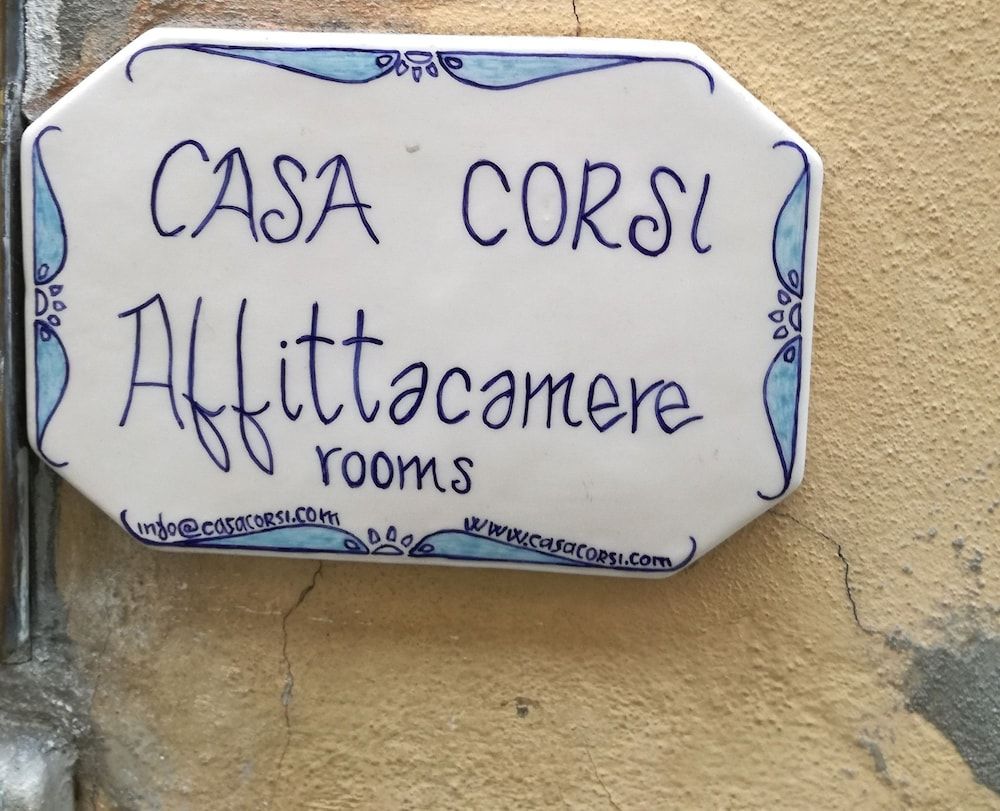 CASA CORSI
Affittacamere
rooms
info@casacorsi.com
www.casacorsi.com